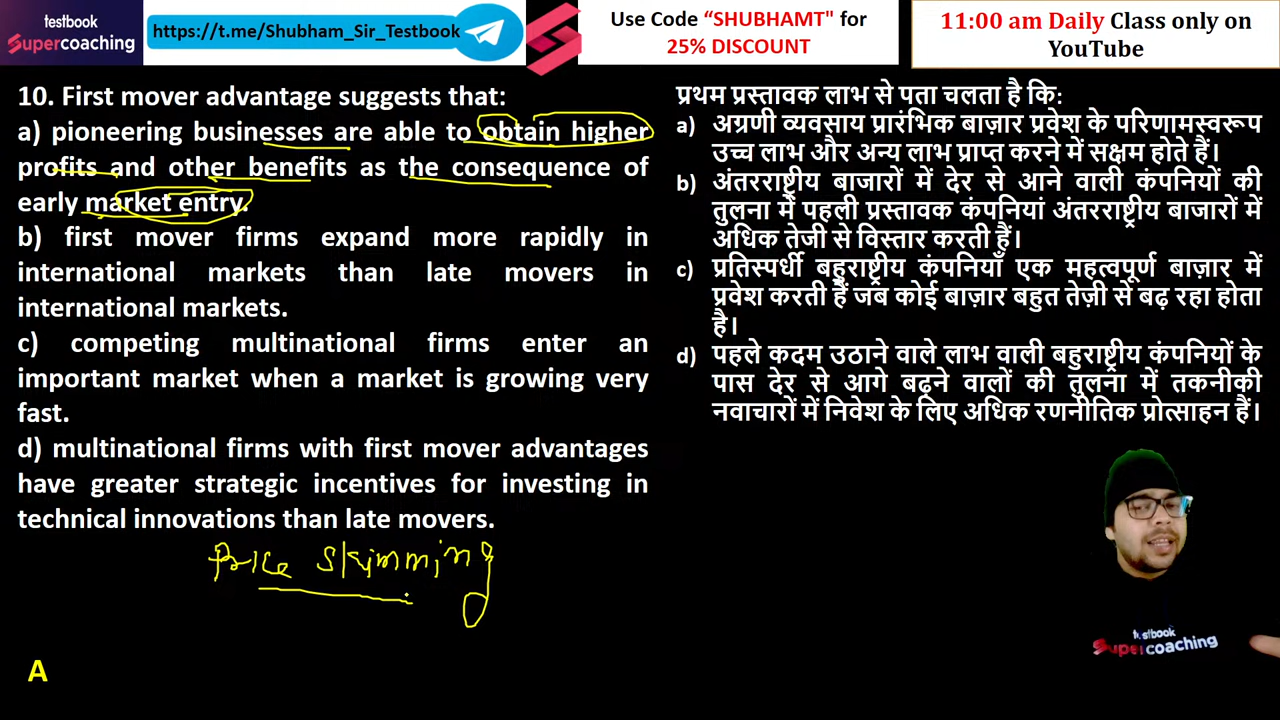 testbook
Supercoaching
https://t.me/Shubham_Sir_Testbook
Use Code “SHUBHAMT" for
25% DISCOUNT
11:00 am Daily Class only on
YouTube
10. First mover advantage suggests that:
a) pioneering businesses are able to obtain higher
profits and other benefits as the consequence of
early market entry.
b) first mover firms expand more rapidly in
international markets than late movers in
international markets.
c) competing multinational firms enter an
important market when a market is growing very
fast.
d) multinational firms with first mover advantages
have greater strategic incentives for investing in
technical innovations than late movers.
Price skimming
A
प्रथम प्रस्तावक लाभ से पता चलता है कि:
a) अग्रणी व्यवसाय प्रारंभिक बाज़ार प्रवेश के परिणामस्वरूप
उच्च लाभ और अन्य लाभ प्राप्त करने में सक्षम होते हैं।
b) अंतरराष्ट्रीय बाजारों में देर से आने वाली कंपनियों की
तुलना में पहली प्रस्तावक कंपनियां अंतरराष्ट्रीय बाजारों में
अधिक तेजी से विस्तार करती हैं।
c) प्रतिस्पर्धी बहुराष्ट्रीय कंपनियाँ एक महत्वपूर्ण बाज़ार में
प्रवेश करती हैं जब कोई बाज़ार बहुत तेज़ी से बढ़ रहा होता
है।
d) पहले कदम उठाने वाले लाभ वाली बहुराष्ट्रीय कंपनियों के
पास देर से आगे बढ़ने वालों की तुलना में तकनीकी
नवाचारों में निवेश के लिए अधिक रणनीतिक प्रोत्साहन हैं।
testbook
Supercoaching